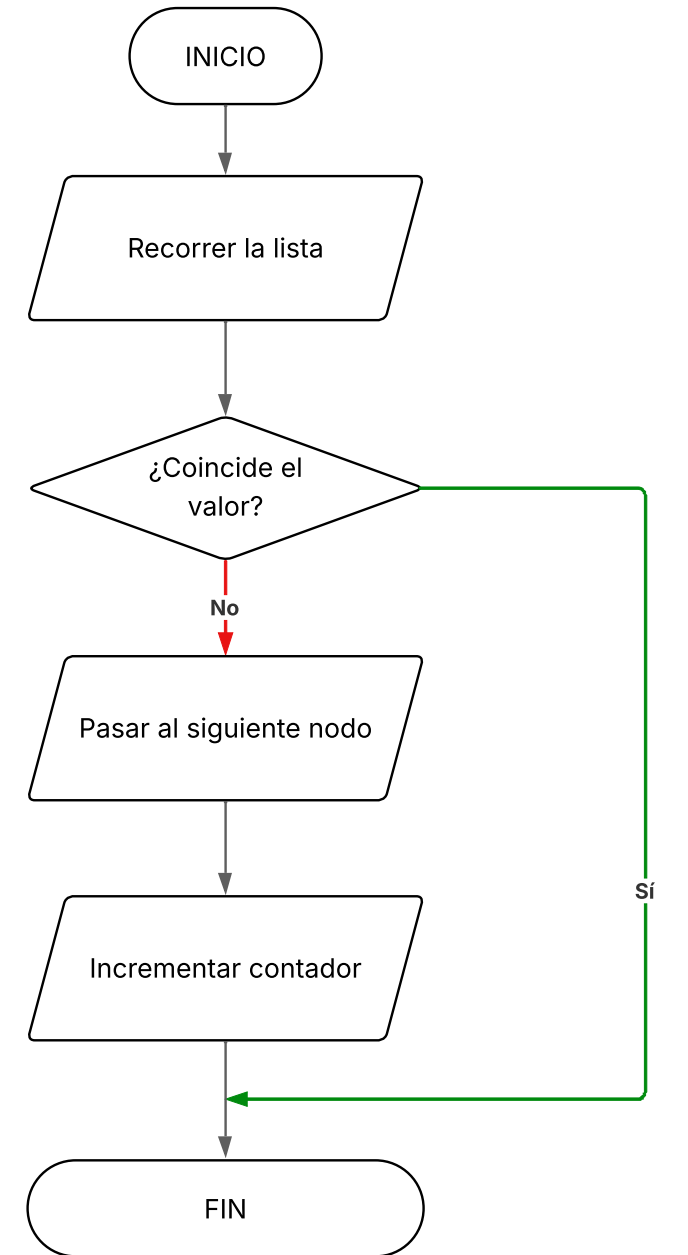 INICIO
Recorrer la lista
¿Coincide el
valor?
No
Pasar al siguiente nodo
Sí
Incrementar contador
FIN